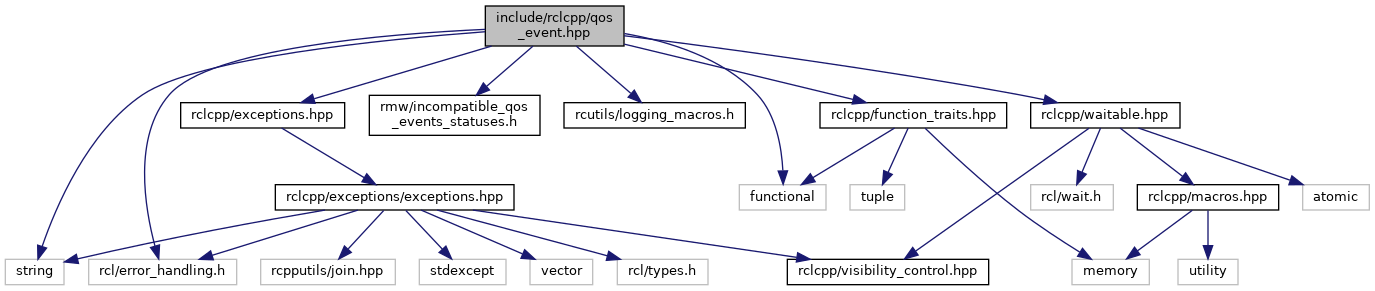 include/rclcpp/qos
_event.hpp
rclcpp/exceptions.hpp
rmw/incompatible_qos
_events_statuses.h
rcutils/logging_macros.h
rclcpp/function_traits.hpp
rclcpp/waitable.hpp
rclcpp/exceptions/exceptions.hpp
functional
tuple
rcl/wait.h
rclcpp/macros.hpp
atomic
string
rcl/error_handling.h
rcpputils/join.hpp
stdexcept
vector
rcl/types.h
rclcpp/visibility_control.hpp
memory
utility